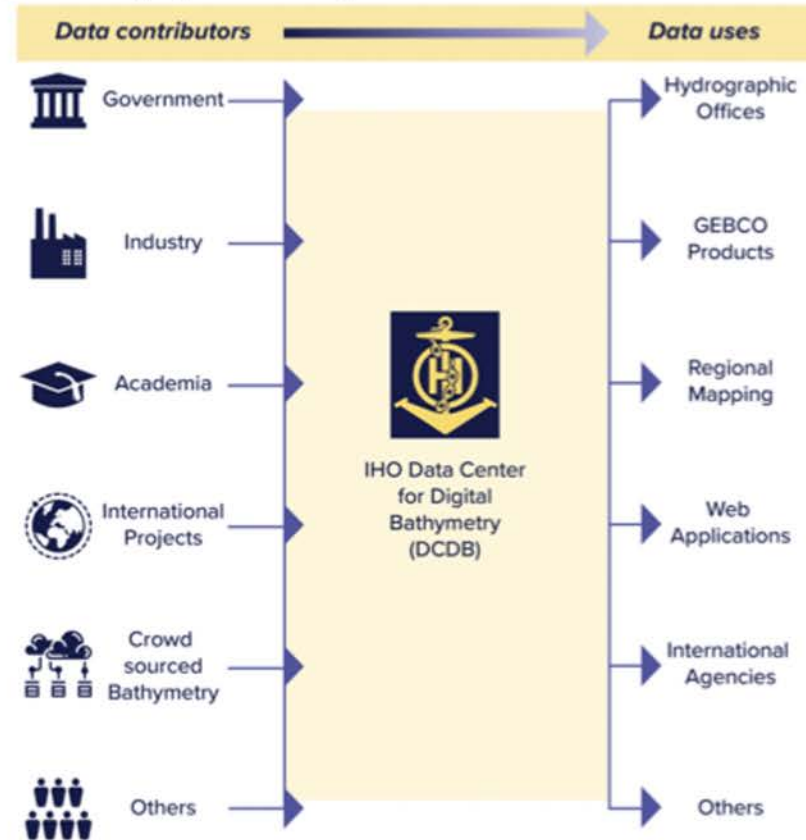 Data contributors
Data uses
Government
Industry
Academia
International
Projects
Crowd
sourced
Bathymetry
Others
IHO Data Center
for Digital
Bathymetry
(DCDB)
Hydrographic
Offices
GEBCO
Products
Regional
Mapping
Web
Applications
International
Agencies
Others